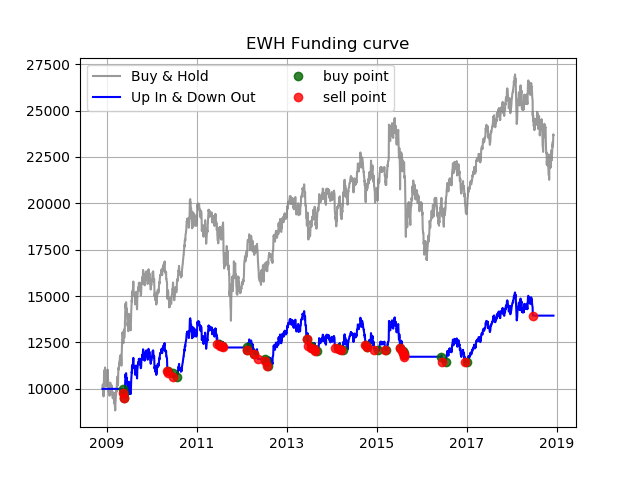 EWH Funding curve
Buy & Hold
Up In & Down Out
buy point
sell point
27500
25000
22500
20000
17500
15000
12500
10000
2009
2011
2013
2015
2017
2019